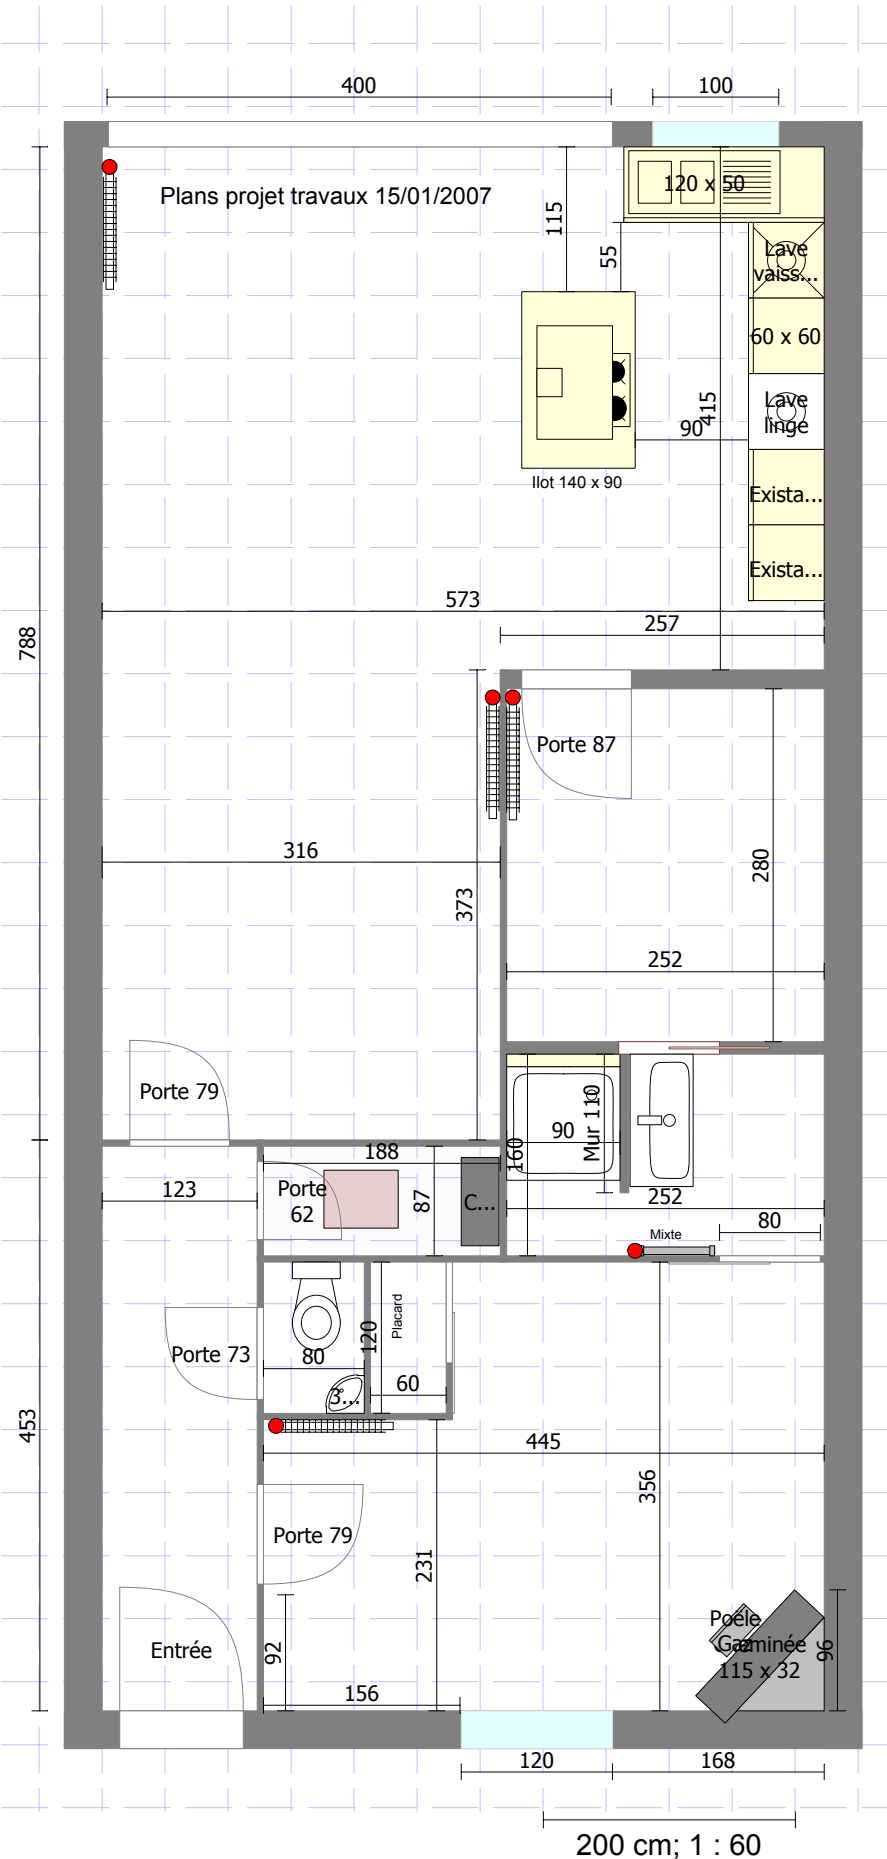 400
100
Plans projet travaux 15/01/2007
120 x 50
115
55
Lave
vaiss...
60 x 60
Lave
linge
415
90
Ilot 140 x 90
Exista...
Exista...
573
257
788
Porte 87
316
373
280
252
Porte 79
Mur 110
90
160
188
Porte
62
87
C...
123
252
80
Mixte
Placard
120
Porte 73
80
60
3...
453
445
356
Porte 79
231
92
Entrée
156
Poêle
Gaz
Cheminée
115 x 32
96
120
168
200 cm; 1 : 60